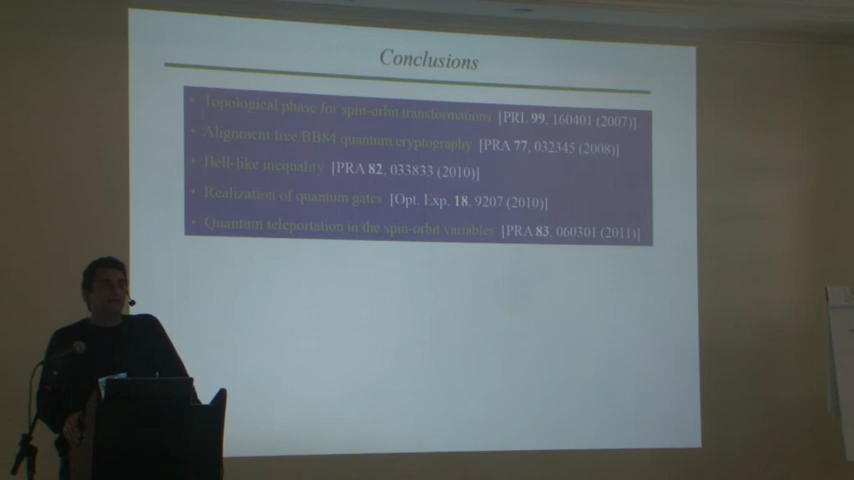 Conclusions
• Topological phase for spin-orbit transformations [PRL 99, 160401 (2007)]
• Alignment free BB84 quantum cryptography [PRA 77, 032345 (2008)]
• Bell-like inequality [PRA 82, 033833 (2010)]
• Realization of quantum gates [Opt. Exp. 18, 9207 (2010)]
• Quantum teleportation in the spin-orbit variables [PRA 83, 060301 (2011)]